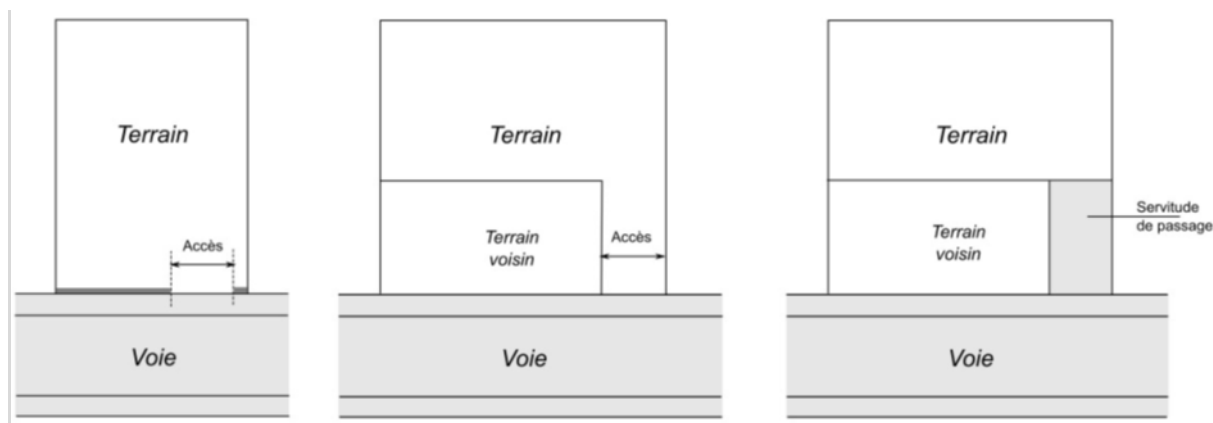 Terrain
Accès
Voie
Terrain
Terrain
voisin
Accès
Voie
Terrain
Terrain
voisin
Servitude
de passage
Voie